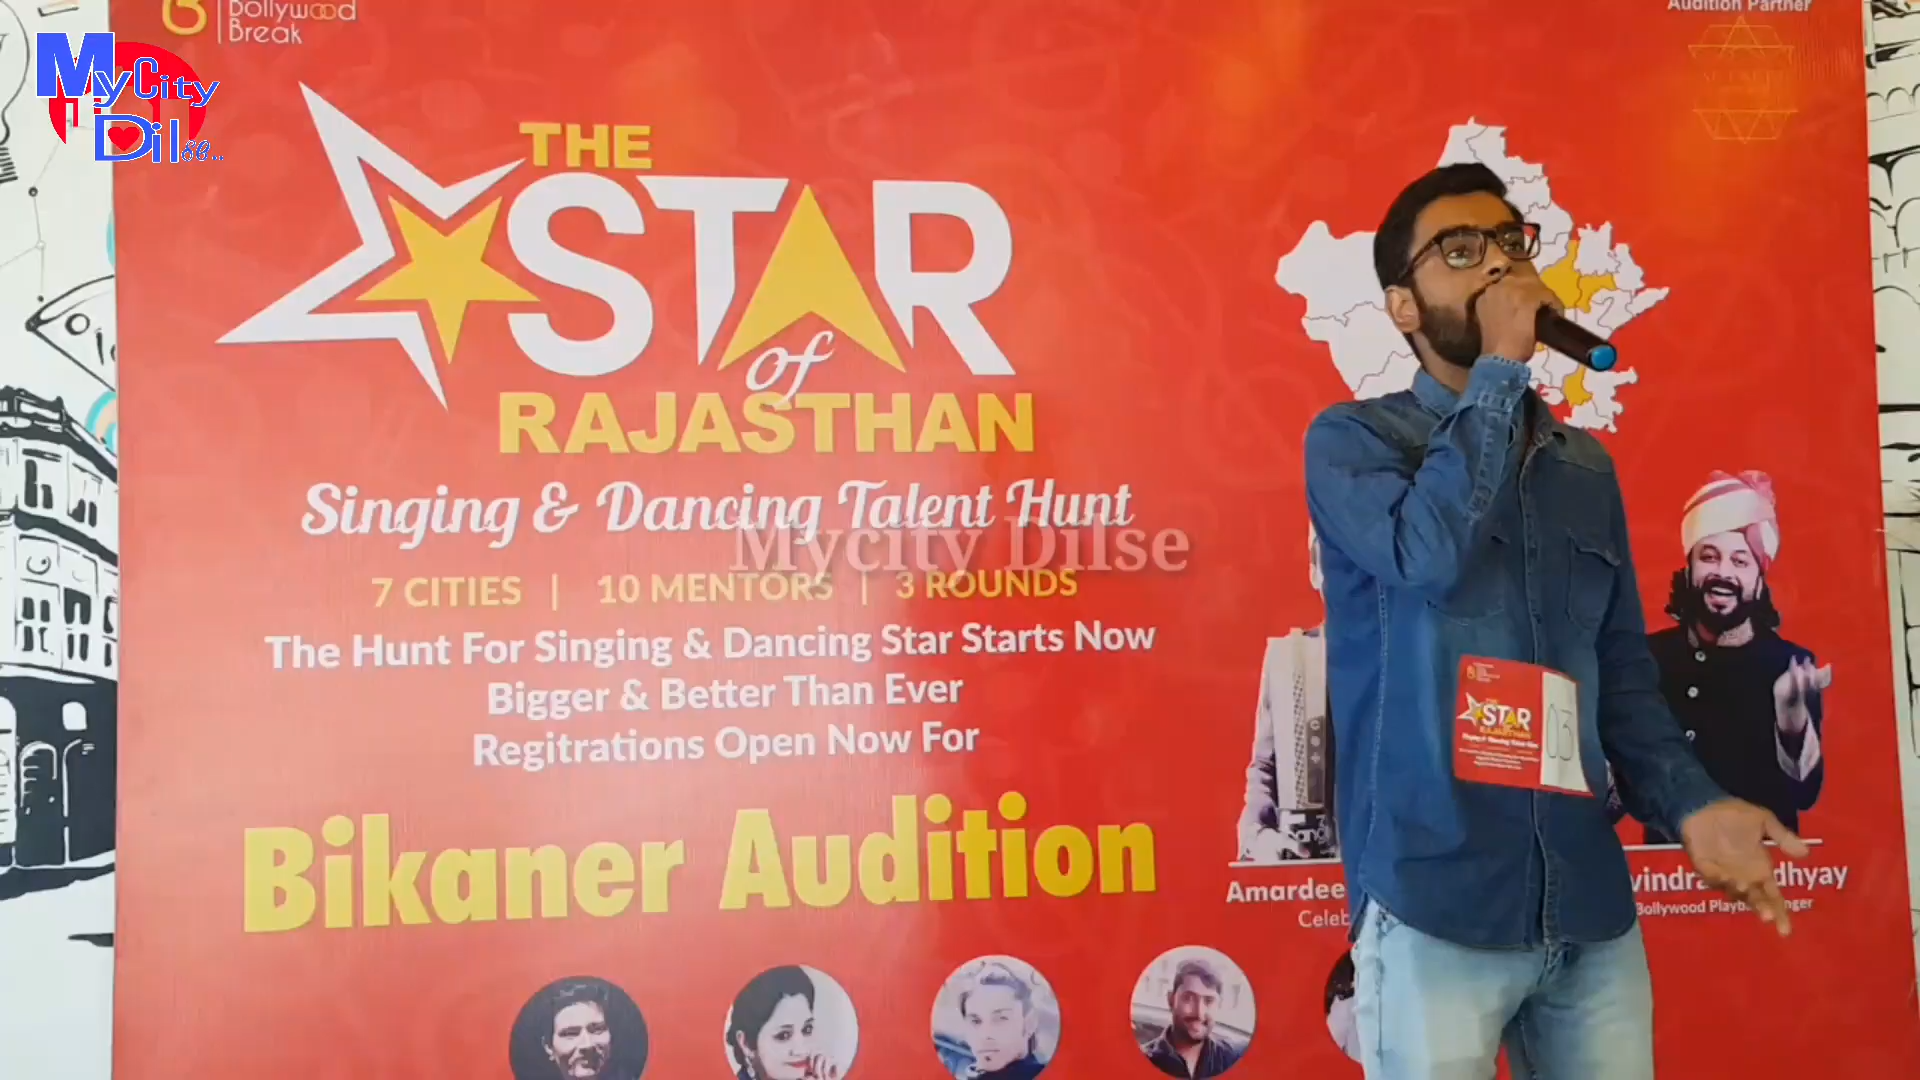 Bollywood
Break
Audition Partner
MyCity
Dil से..
THE
STAR
of
RAJASTHAN
Singing & Dancing Talent Hunt
Mycity Dilse
7 CITIES | 10 MENTORS | 3 ROUNDS
The Hunt For Singing & Dancing Star Starts Now
Bigger & Better Than Ever
Regitrations Open Now For
Bikaner Audition
THE
STAR
RAJASTHAN
03
Amardee
Celeb
vindra dhyay
Bollywood Playb nger